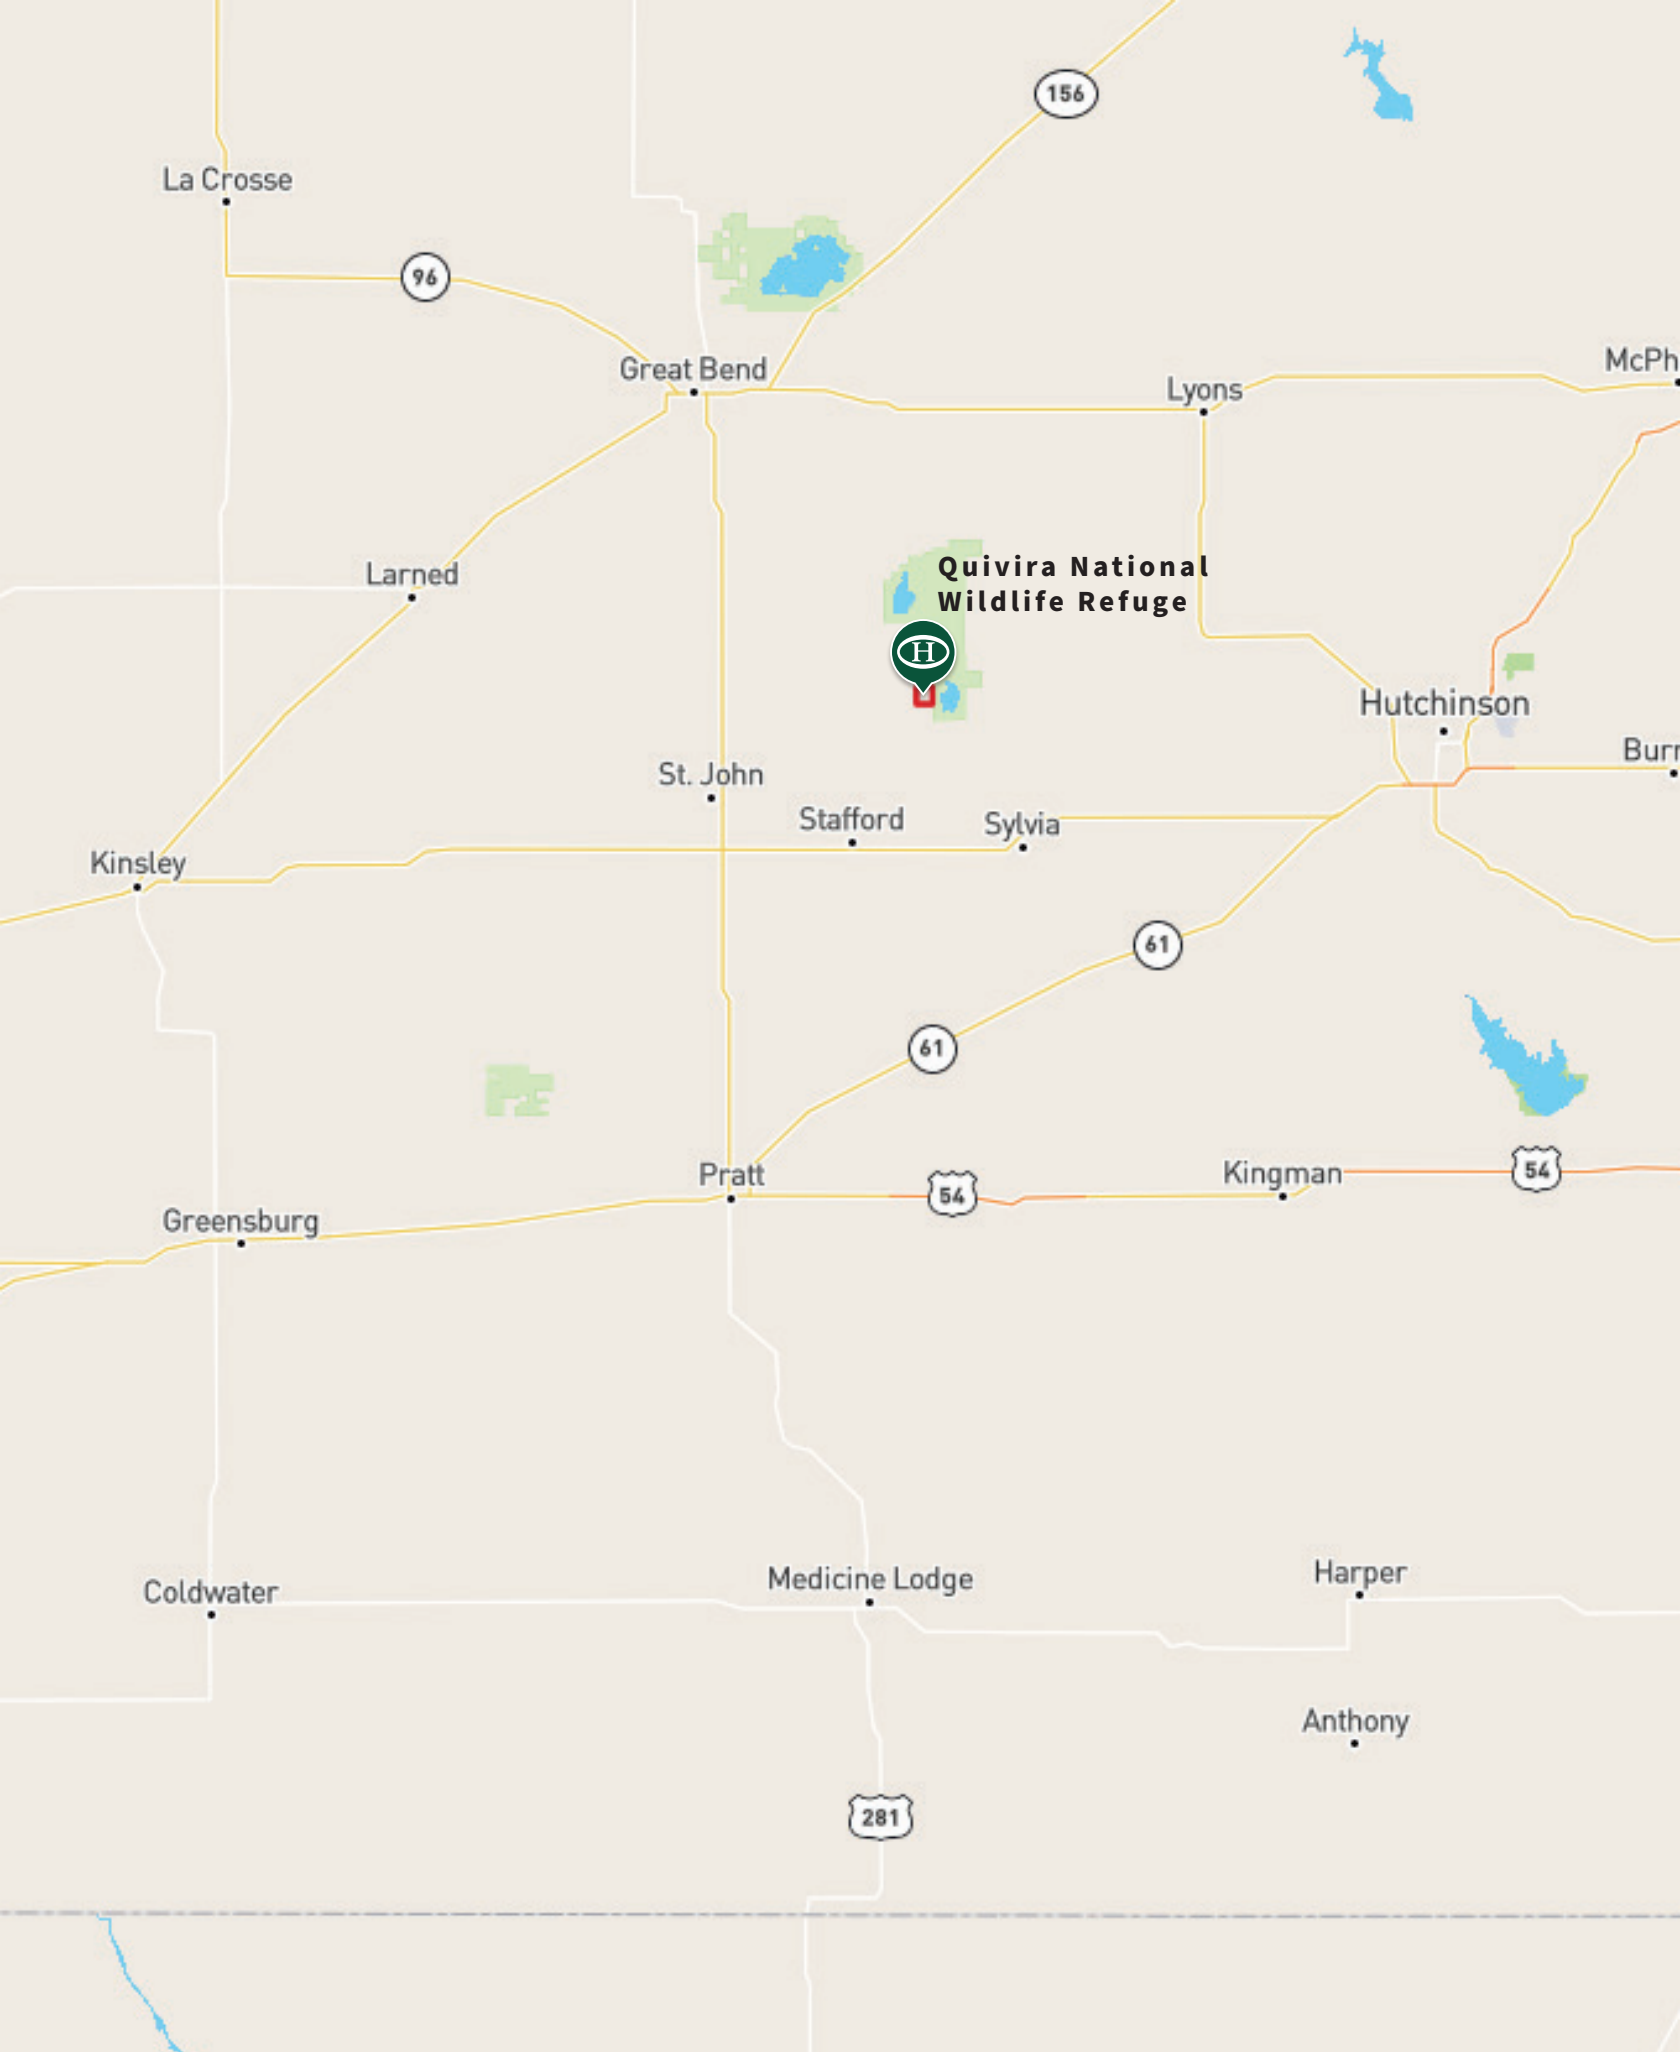 156
La Crosse
96
Great Bend
McPh
Lyons
Quivira National
Wildlife Refuge
Larned
H
Hutchinson
Burr
St. John
Stafford
Sylvia
Kinsley
61
61
Pratt
54
Kingman
54
Greensburg
Medicine Lodge
Harper
Coldwater
Anthony
281